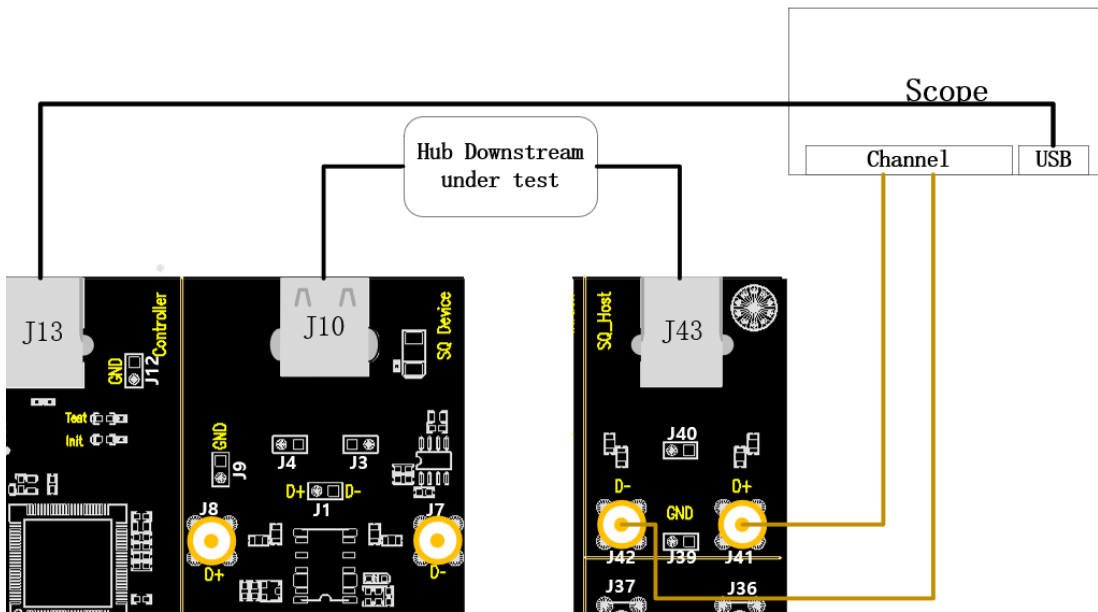 Scope
Hub Downstream
under test
Channel
USB
J13
Controller
GND
J12
Test
Init
J10
SQ Device
GND
J9
J4
J3
D+
D-
J1
J8
D+
J7
D-
SQ_Host
J43
J40
D-
D+
GND
J42
J39
J41
J37
J36